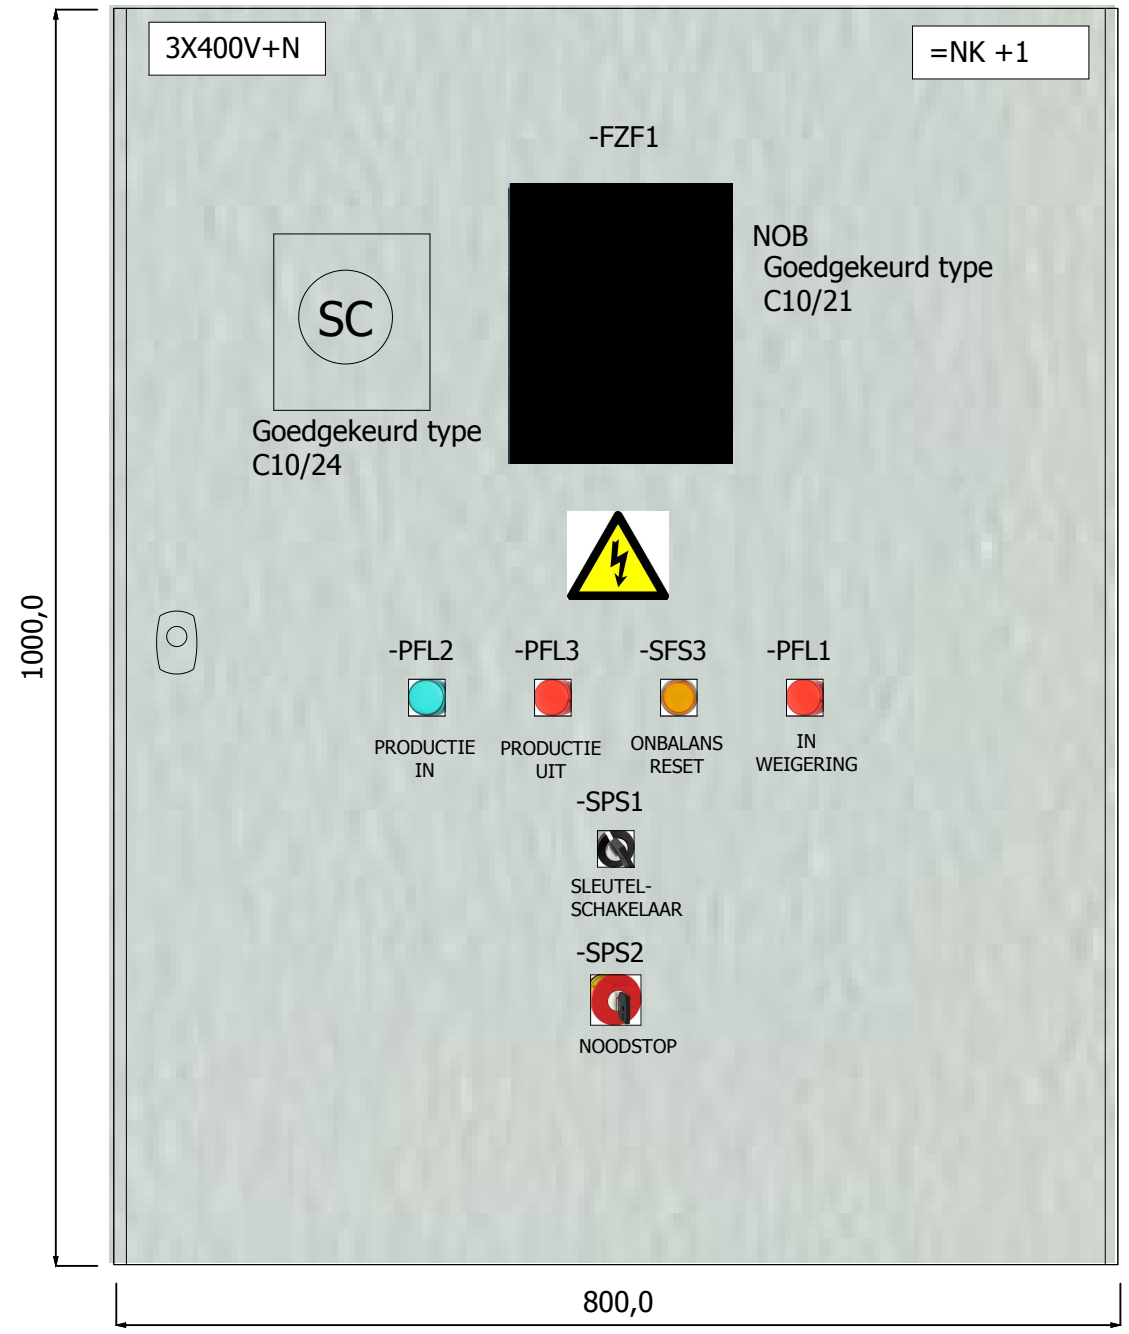 3X400V+N
=NK +1
-FZF1
NOB
Goedgekeurd type
C10/21
SC
Goedgekeurd type
C10/24
1000,0
-PFL2
-PFL3
-SFS3
-PFL1
PRODUCTIE
IN
PRODUCTIE
UIT
ONBALANS
RESET
IN
WEIGERING
-SPS1
SLEUTEL-
SCHAKELAAR
-SPS2
NOODSTOP
800,0